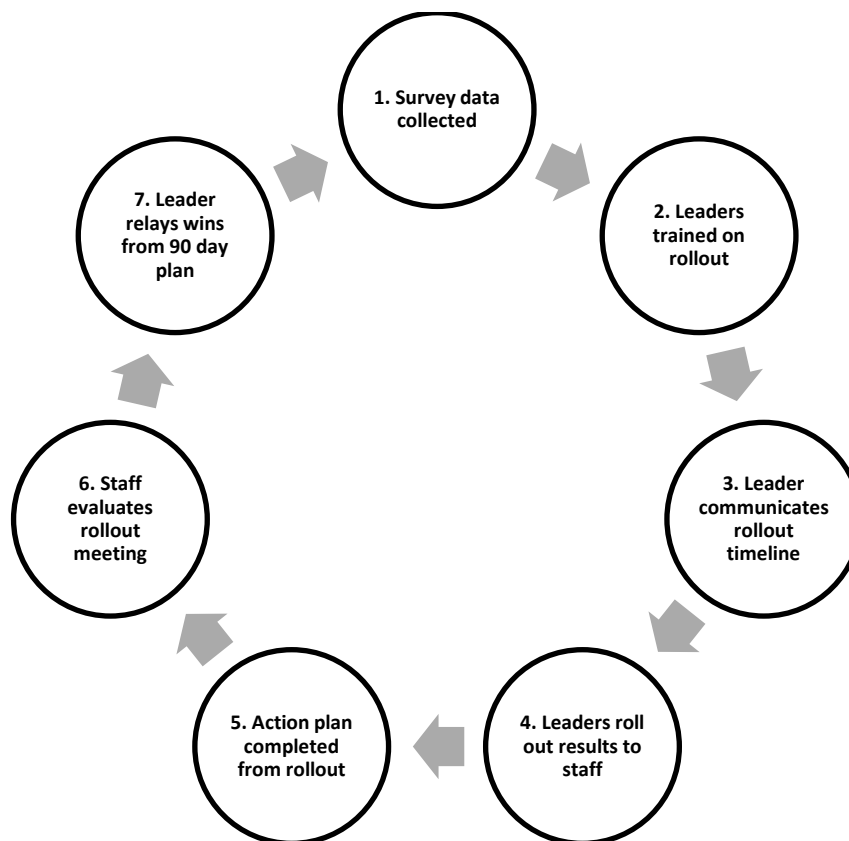 1. Survey data
collected
2. Leaders
trained on
rollout
3. Leader
communicates
rollout
timeline
4. Leaders roll
out results to
staff
5. Action plan
completed
from rollout
6. Staff
evaluates
rollout
meeting
7. Leader
relays wins
from 90 day
plan